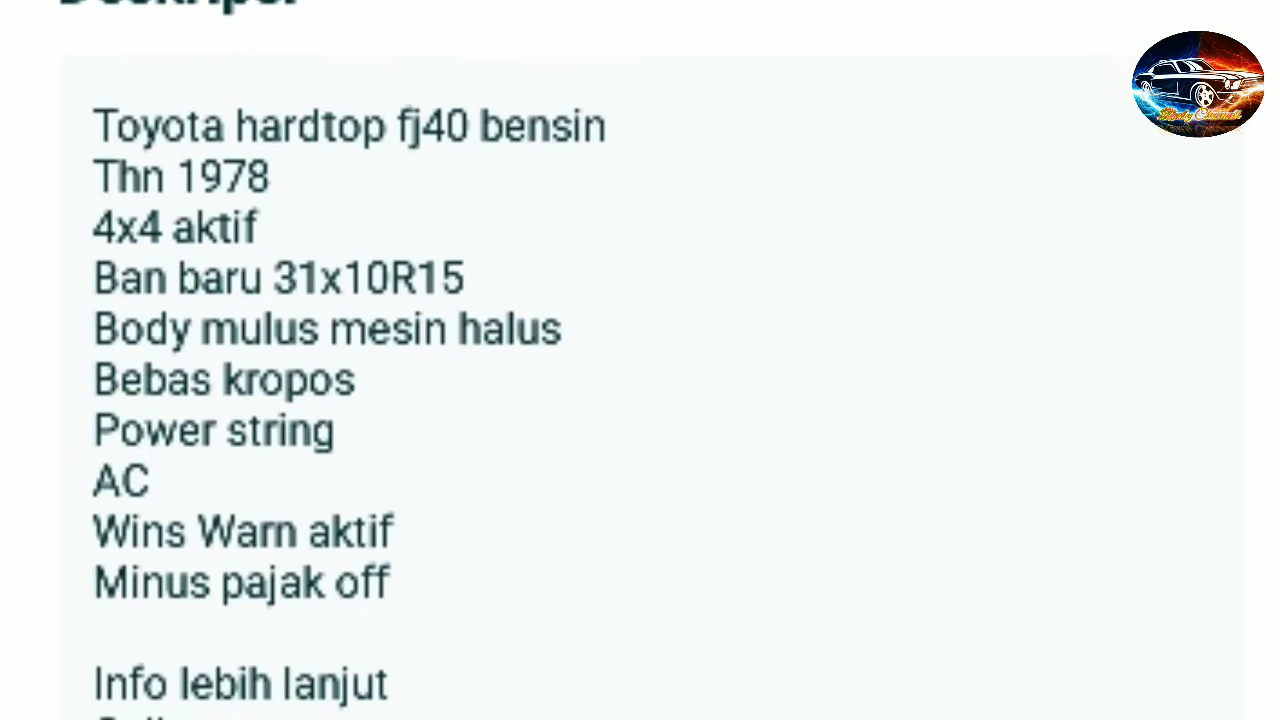 Toyota hardtop fj40 bensin
Thn 1978
4x4 aktif
Ban baru 31x10R15
Body mulus mesin halus
Bebas kropos
Power string
AC
Wins Warn aktif
Minus pajak off
Info lebih lanjut